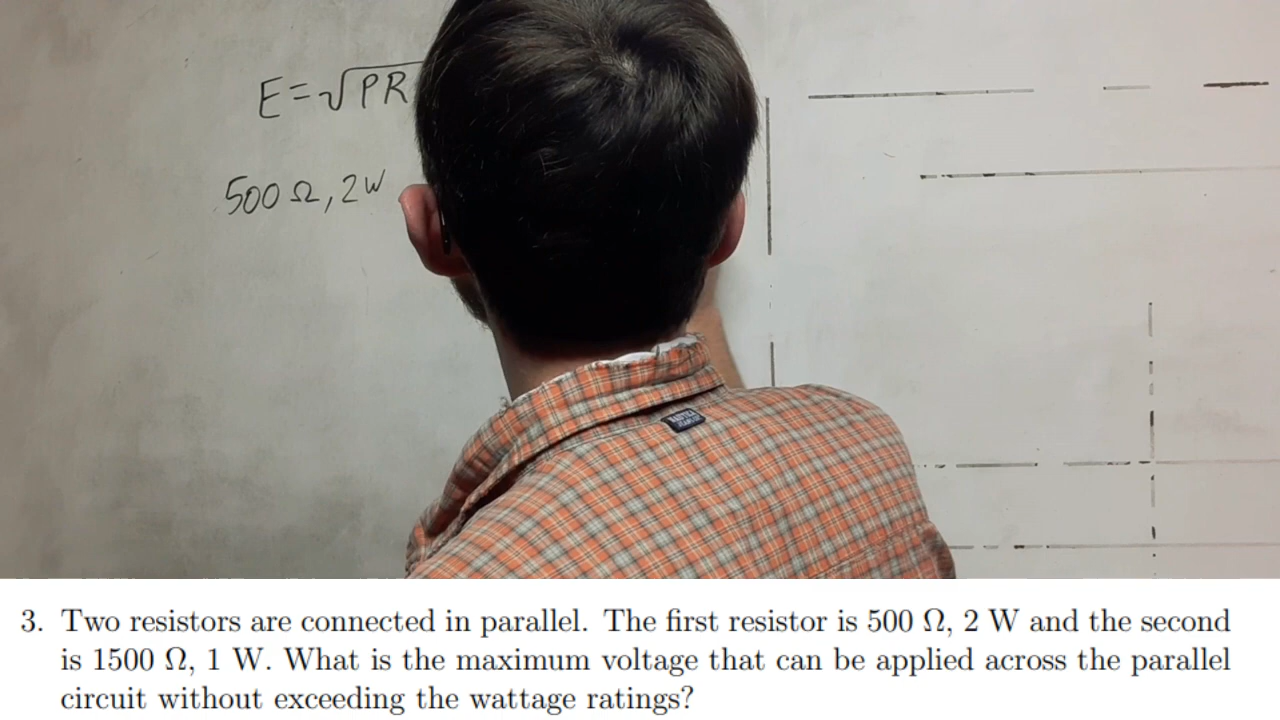 E=√PR
500 Ω, 2W
3. Two resistors are connected in parallel. The first resistor is 500 Ω, 2 W and the second
is 1500 Ω, 1 W. What is the maximum voltage that can be applied across the parallel
circuit without exceeding the wattage ratings?